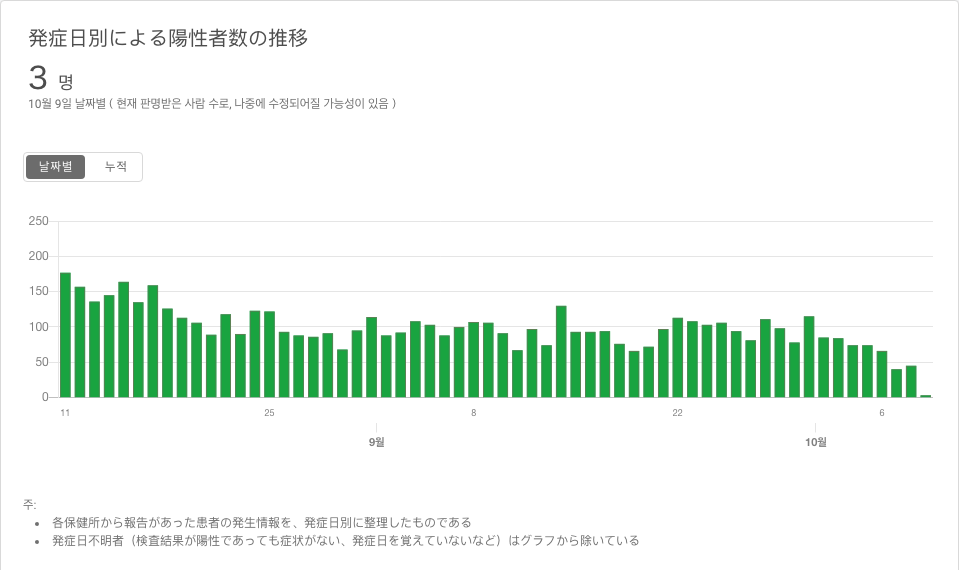 発症日別による陽性者数の推移
3 명
10월 9일 날짜별 ( 현재 판명받은 사람 수로, 나중에 수정되어질 가능성이 있음 )
날짜별 누적
250
200
150
100
50
0
11 25 8 22 6
9월 10월
주:
• 各保健所から報告があった患者の発生情報を、発症日別に整理したものである
• 発症日不明者（検査結果が陽性であっても症状がない、発症日を覚えていないなど）はグラフから除いている